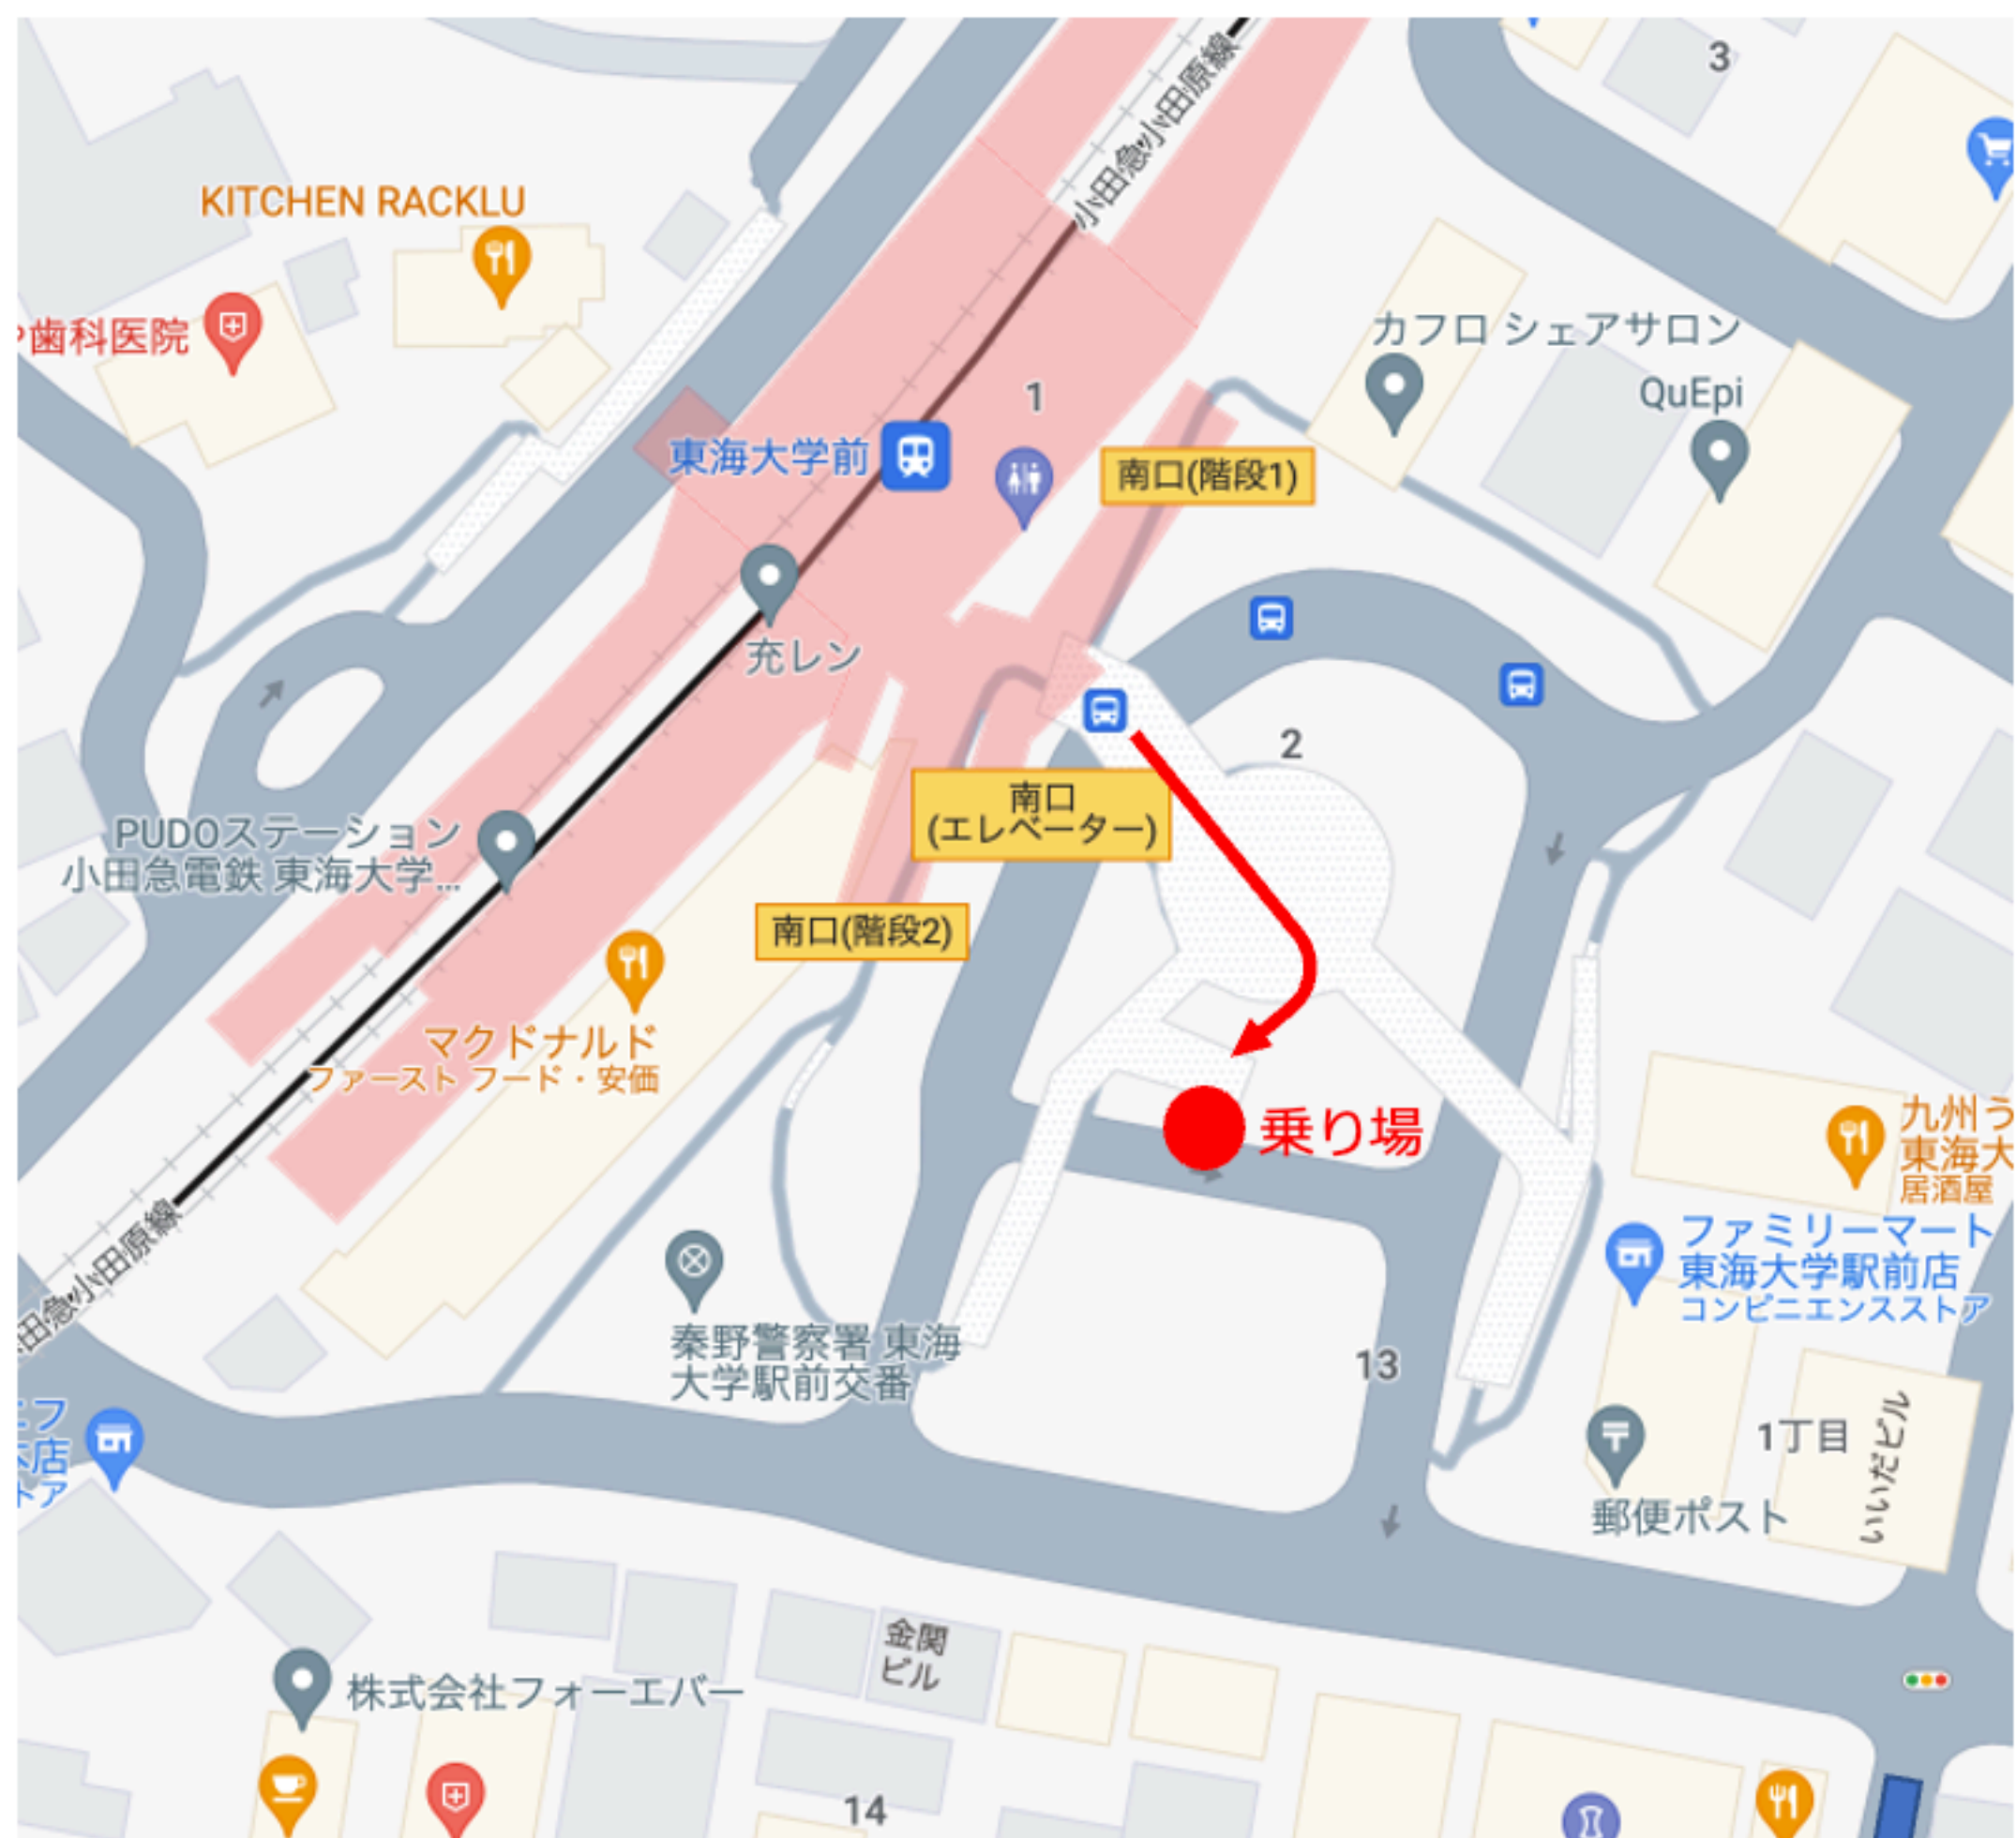 3
小田急小田原線
KITCHEN RACKLU
歯科医院
カフロ シェアサロン
QuEpi
1
東海大学前
南口(階段1)
充レン
2
南口
(エレベーター)
PUDOステーション
小田急電鉄 東海大学...
南口(階段2)
マクドナルド
ファースト フード・安価
乗り場
九州う
東海大
居酒屋
田急小田原線
ファミリーマート
東海大学駅前店
コンビニエンスストア
秦野警察署 東海
大学駅前交番
13
1丁目
いいだビル
郵便ポスト
フ
店
トア
金関
ビル
株式会社フォーエバー
14